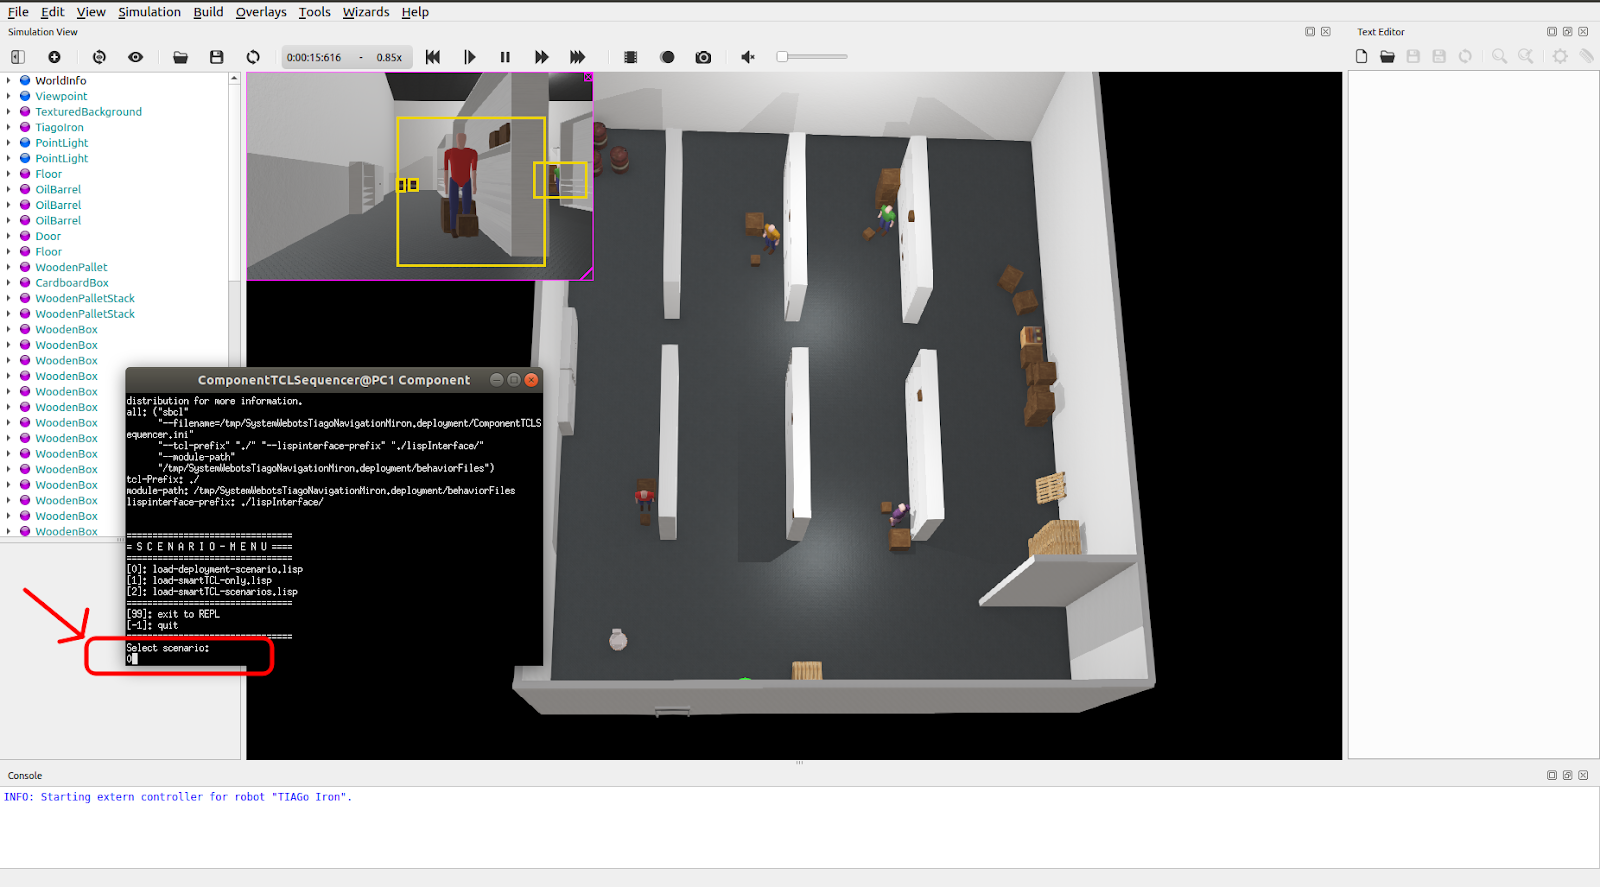 File Edit View Simulation Build Overlays Tools Wizards Help
Simulation View
Text Editor
0:00:15:616 - 0.85x
WorldInfo
Viewpoint
TexturedBackground
TiagoIron
PointLight
PointLight
Floor
OilBarrel
OilBarrel
OilBarrel
Door
Floor
WoodenPallet
CardboardBox
WoodenPalletStack
WoodenPalletStack
WoodenBox
WoodenBox
WoodenBox
WoodenBox
WoodenBox
WoodenBox
WoodenBox
WoodenBox
WoodenBox
WoodenBox
WoodenBox
WoodenBox
WoodenBox
WoodenBox
ComponentTCLSequencer@PC1 Component
distribution for more information.
all: ("sbcl"
"--filename=/tmp/SystemWebotsTiagoNavigationMiron.deployment/ComponentTCLS
equencer.ini"
"--tcl-prefix" "./" "--lispinterface-prefix" "./lispInterface/"
"--module-path"
"/tmp/SystemWebotsTiagoNavigationMiron.deployment/behaviorFiles")
tcl-Prefix: ./
module-path: /tmp/SystemWebotsTiagoNavigationMiron.deployment/behaviorFiles
lispinterface-prefix: ./lispInterface/
================================
= S C E N A R I O - M E N U ====
================================
[0]: load-deployment-scenario.lisp
[1]: load-smartTCL-only.lisp
[2]: load-smartTCL-scenarios.lisp
================================
[99]: exit to REPL
[-1]: quit
================================
Select scenario:
0
Console
INFO: Starting extern controller for robot "TIAGo Iron".